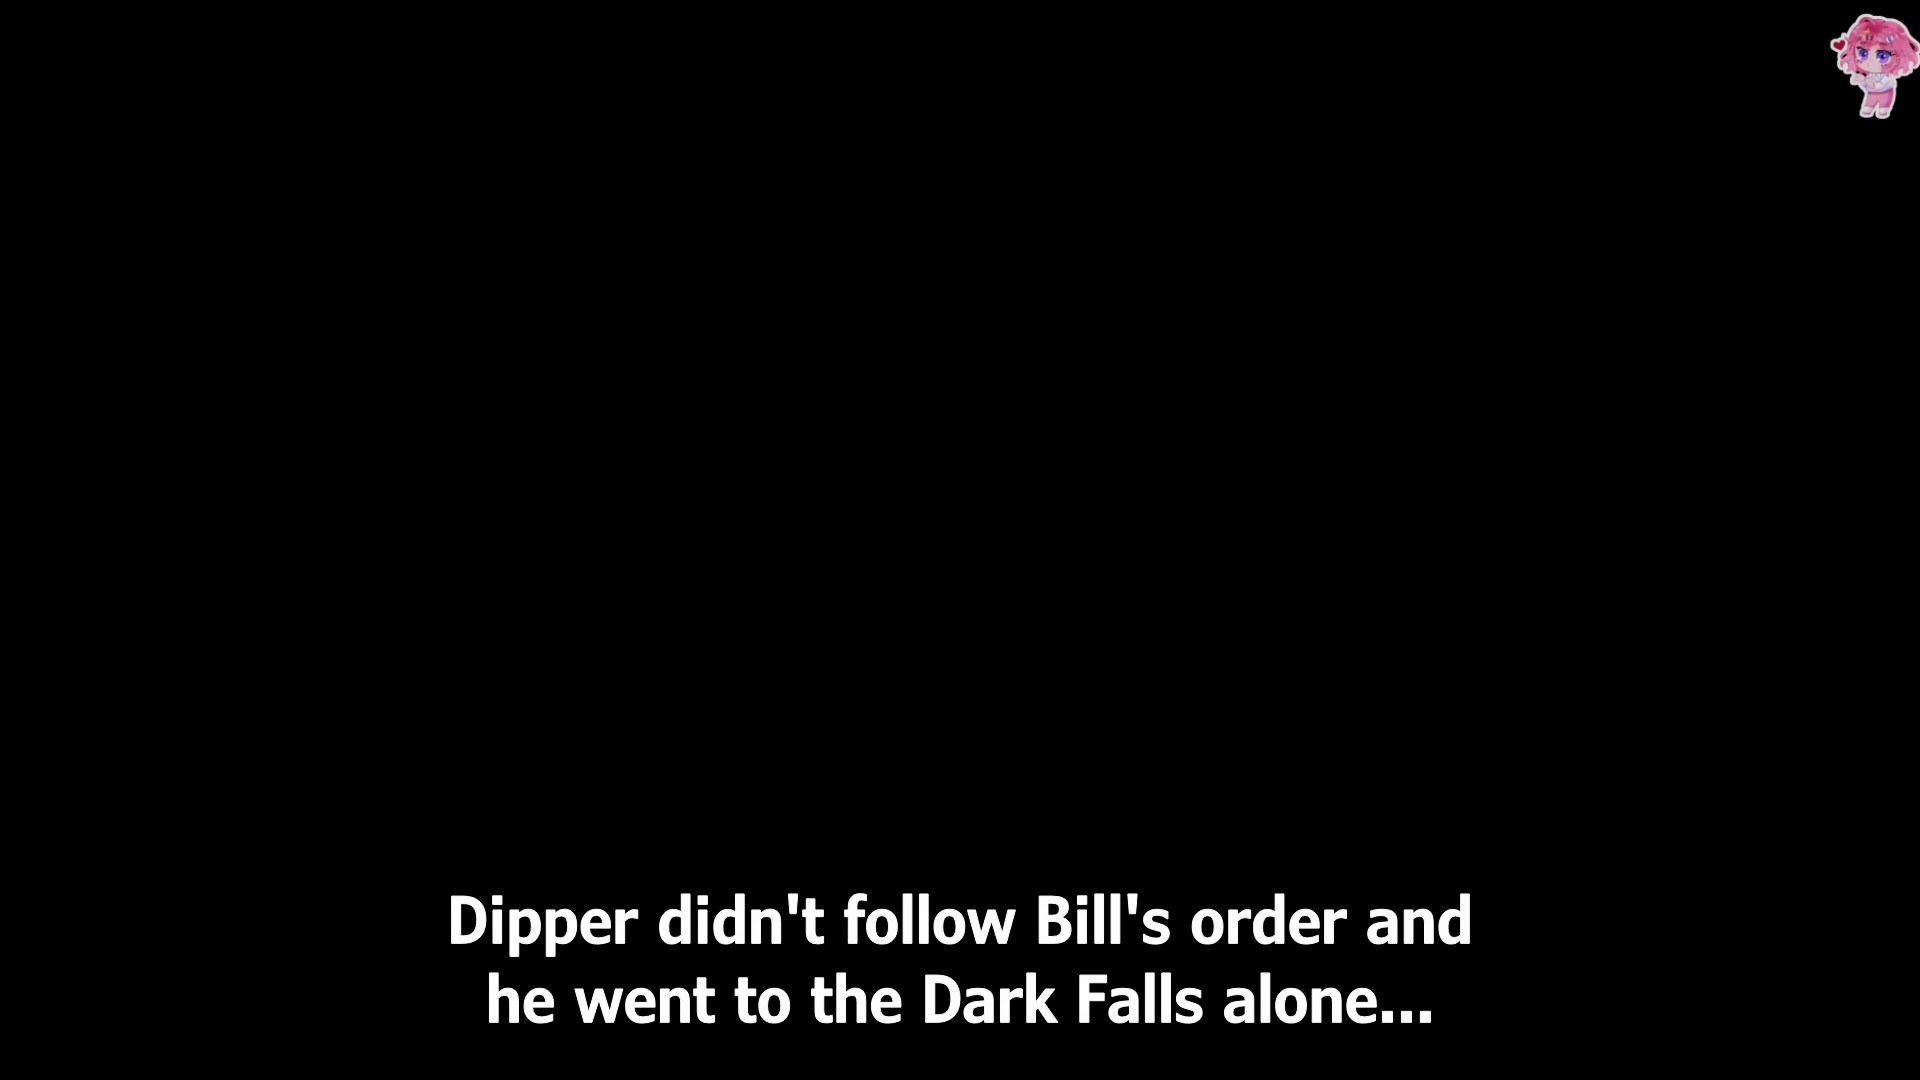 Dipper didn't follow Bill's order and
he went to the Dark Falls alone...